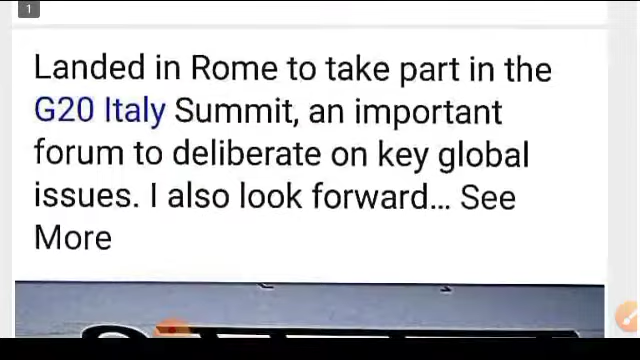 1
Landed in Rome to take part in the
G20 Italy Summit, an important
forum to deliberate on key global
issues. I also look forward... See
More